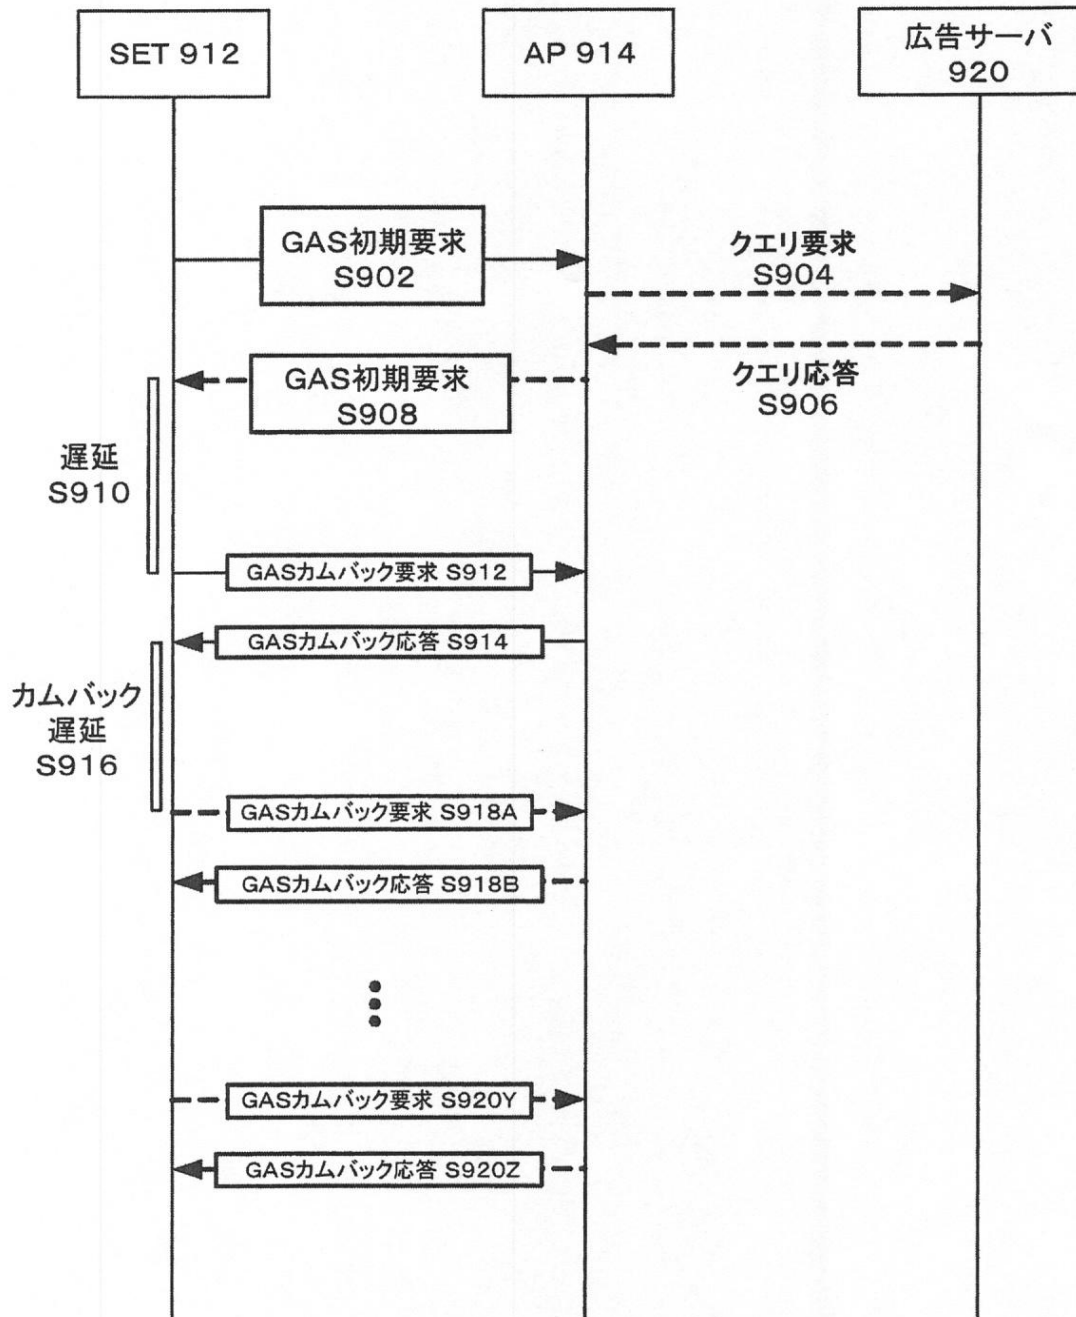 SET 912
AP 914
広告サーバ
920
GAS初期要求
S902
クエリ要求
S904
GAS初期要求
S908
クエリ応答
S906
遅延
S910
GASカムバック要求 S912
GASカムバック応答 S914
カムバック
遅延
S916
GASカムバック要求 S918A
GASカムバック応答 S918B
GASカムバック要求 S920Y
GASカムバック応答 S920Z